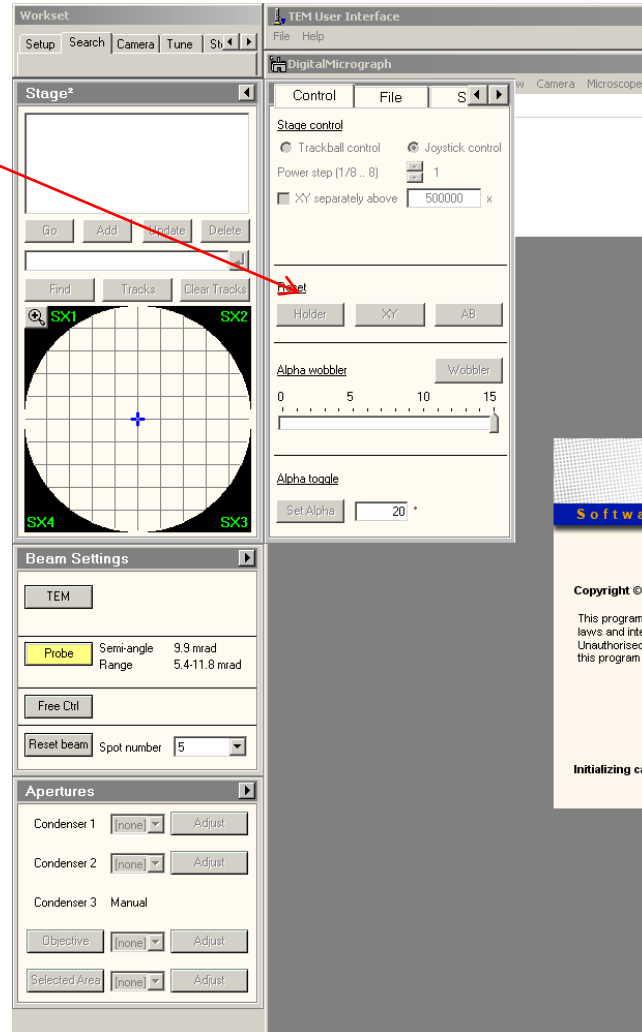 Workset
Setup Search Camera Tune
TEM User Interface
File Help
DigitalMicrograph
Camera Microscope
Stage²
Go Add Update Delete
Find Tracks Clear Tracks
SX1 SX2
SX4 SX3
Control File S
Stage control
Trackball control Joystick control
Power step (1/8 .. 8) 1
XY separately above 500000 x
Reset
Holder XY AB
Alpha wobbler Wobbler
0 5 10 15
Alpha toggle
Set Alpha 20 °
Beam Settings
TEM
Probe Semi-angle 9.9 mrad
Range 5.4-11.8 mrad
Free Ctrl
Reset beam Spot number 5
Apertures
Condenser 1 [none] Adjust
Condenser 2 [none] Adjust
Condenser 3 Manual
Objective [none] Adjust
Selected Area [none] Adjust
Softwa
Copyright ©
This program
laws and inte
Unauthorised
this program
Initializing ca